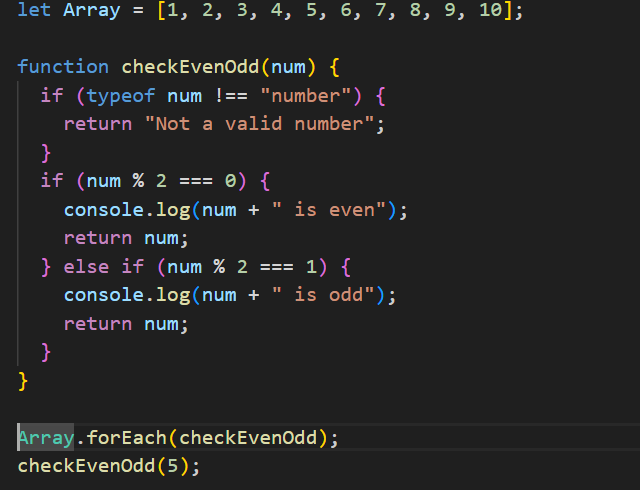 let Array = [1, 2, 3, 4, 5, 6, 7, 8, 9, 10];

function checkEvenOdd(num) {
  if (typeof num !== "number") {
    return "Not a valid number";
  }
  if (num % 2 === 0) {
    console.log(num + " is even");
    return num;
  } else if (num % 2 === 1) {
    console.log(num + " is odd");
    return num;
  }
}

Array.forEach(checkEvenOdd);
checkEvenOdd(5);